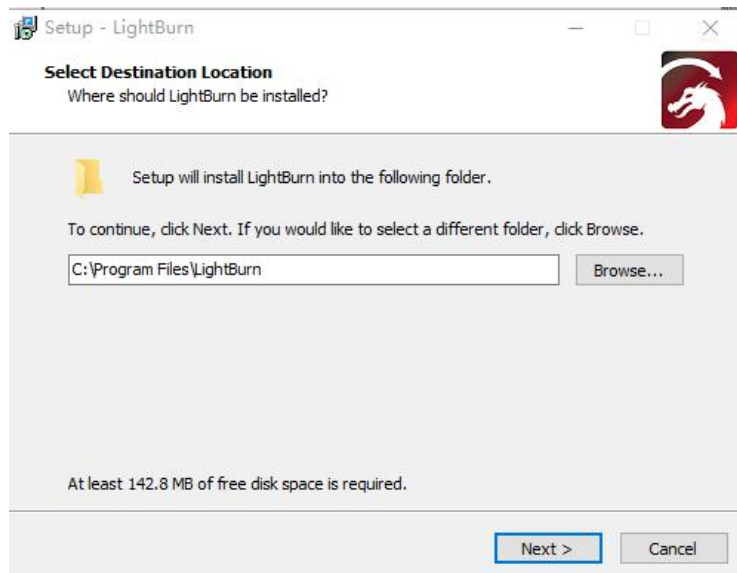 Setup - LightBurn
Select Destination Location
Where should LightBurn be installed?
Setup will install LightBurn into the following folder.
To continue, click Next. If you would like to select a different folder, click Browse.
C:\Program Files\LightBurn
Browse...
At least 142.8 MB of free disk space is required.
Next >
Cancel